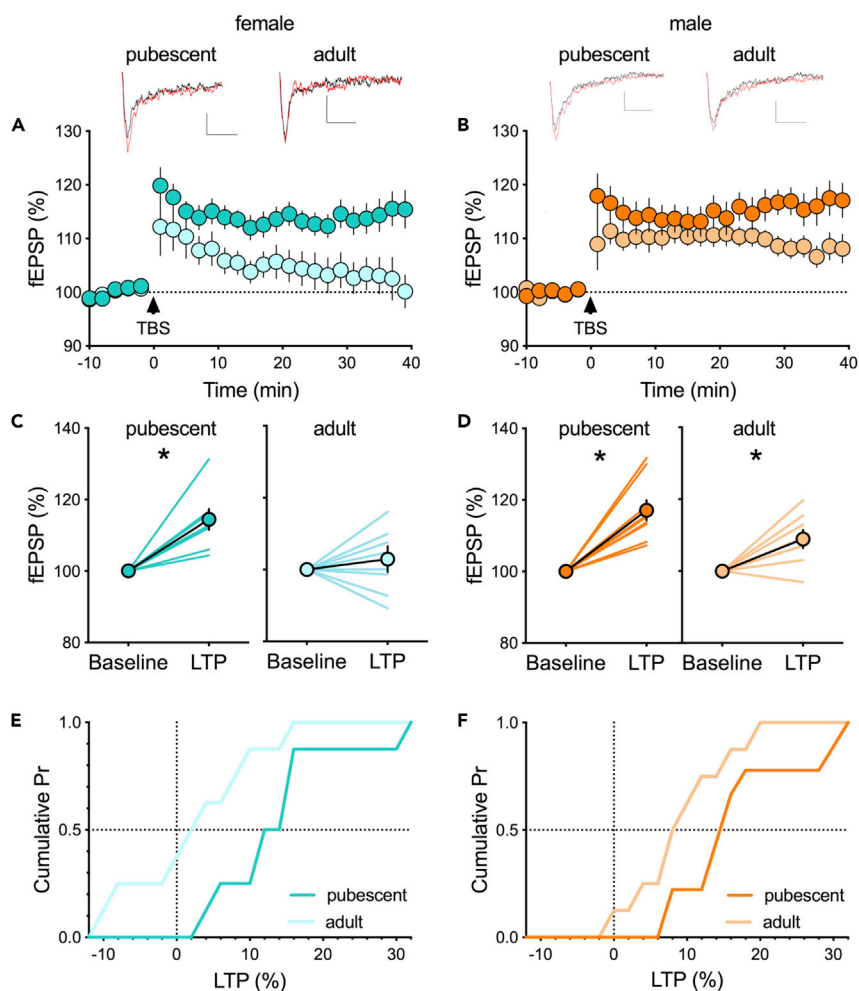 female
male
pubescent
adult
pubescent
adult
A
B
130
120
110
100
90
fEPSP (%)
TBS
-10
0
10
20
30
40
Time (min)
130
120
110
100
90
fEPSP (%)
TBS
-10
0
10
20
30
40
Time (min)
C
D
140
120
100
80
fEPSP (%)
pubescent
*
adult
Baseline
LTP
Baseline
LTP
140
120
100
80
fEPSP (%)
pubescent
*
adult
*
Baseline
LTP
Baseline
LTP
E
F
1.0
0.5
0.0
Cumulative Pr
pubescent
adult
-10
0
10
20
30
LTP (%)
1.0
0.5
0.0
Cumulative Pr
pubescent
adult
-10
0
10
20
30
LTP (%)